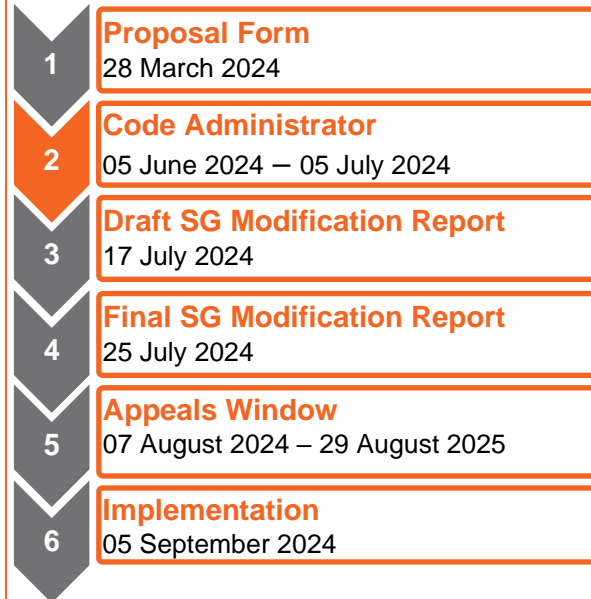 1
Proposal Form
28 March 2024
2
Code Administrator
05 June 2024 – 05 July 2024
3
Draft SG Modification Report
17 July 2024
4
Final SG Modification Report
25 July 2024
5
Appeals Window
07 August 2024 – 29 August 2025
6
Implementation
05 September 2024